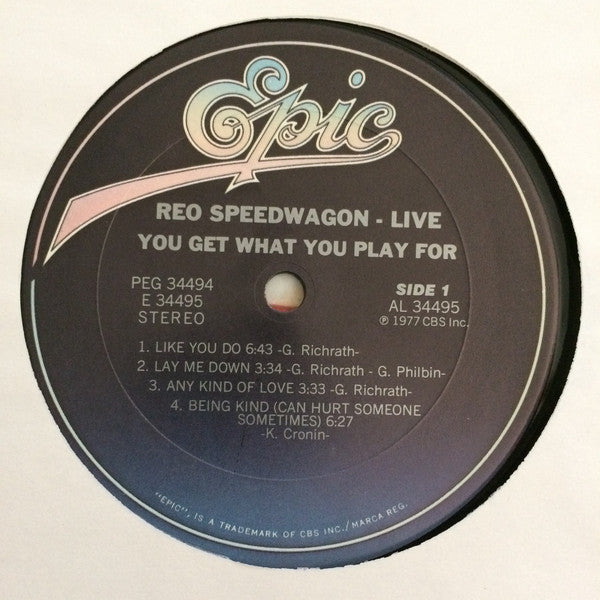 Epic
REO SPEEDWAGON - LIVE
YOU GET WHAT YOU PLAY FOR
PEG 34494
E 34495
STEREO
SIDE 1
AL 34495
℗ 1977 CBS Inc.
1. LIKE YOU DO 6:43 -G. Richrath-
2. LAY ME DOWN 3:34 -G. Richrath - G. Philbin-
3. ANY KIND OF LOVE 3:33 -G. Richrath-
4. BEING KIND (CAN HURT SOMEONE
SOMETIMES) 6:27
-K. Cronin-
"EPIC", IS A TRADEMARK OF CBS INC./MARCA REG.